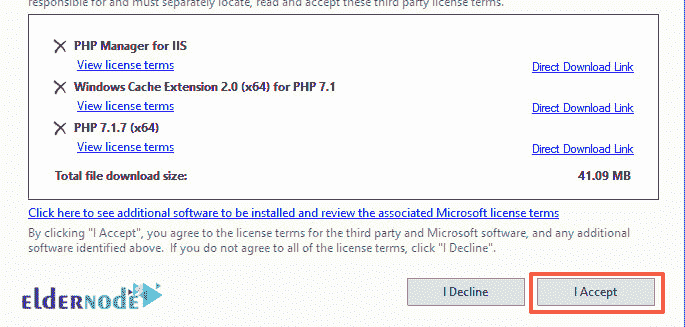 responsible for and must separately locate, read and accept these third party license terms.
PHP Manager for IIS
View license terms
Direct Download Link
Windows Cache Extension 2.0 (x64) for PHP 7.1
View license terms
Direct Download Link
PHP 7.1.7 (x64)
View license terms
Direct Download Link
Total file download size: 41.09 MB
Click here to see additional software to be installed and review the associated Microsoft license terms
By clicking "I Accept", you agree to the license terms for the third party and Microsoft software, and any additional
software identified above. If you do not agree to all of the license terms, click "I Decline".
eldernode
I Decline
I Accept